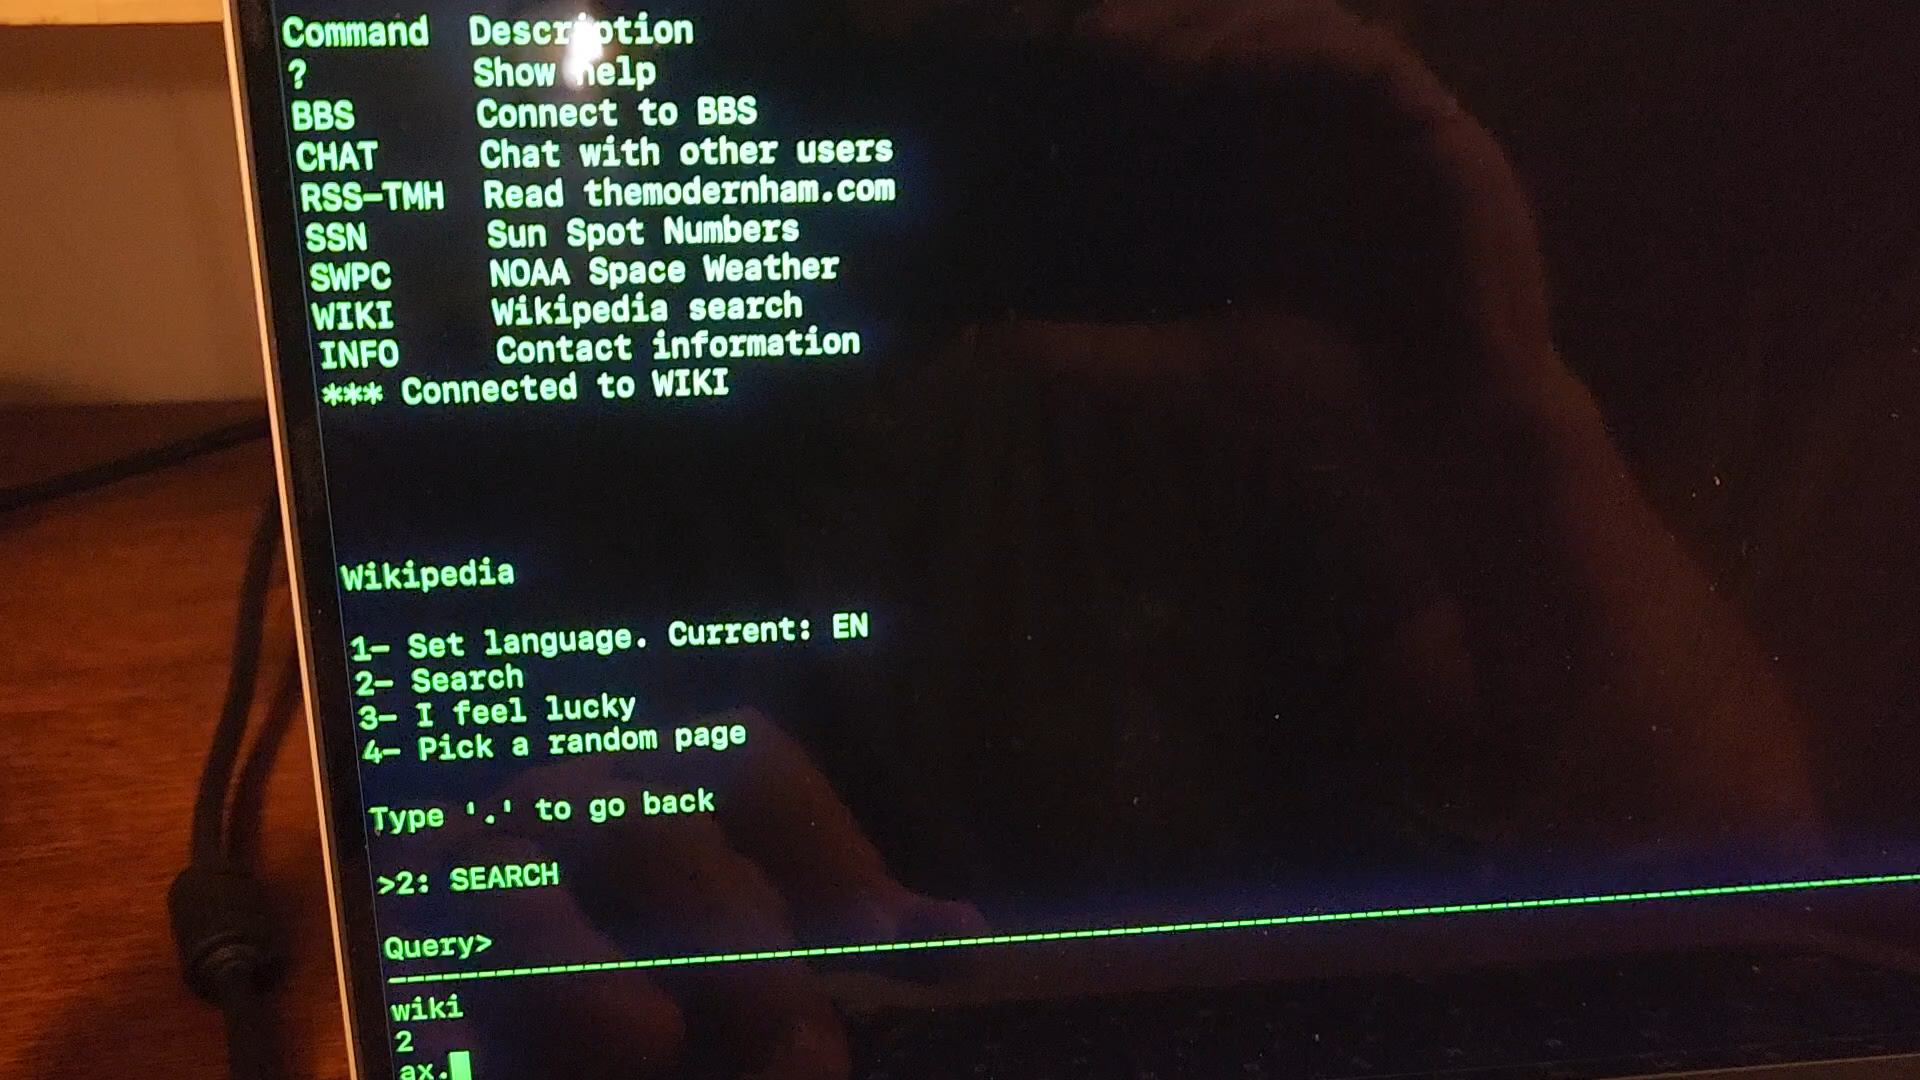 Command Description
? Show help
BBS Connect to BBS
CHAT Chat with other users
RSS-TMH Read themodernham.com
SSN Sun Spot Numbers
SWPC NOAA Space Weather
WIKI Wikipedia search
INFO Contact information
*** Connected to WIKI
Wikipedia
1- Set language. Current: EN
2- Search
3- I feel lucky
4- Pick a random page
Type '.' to go back
>2: SEARCH
Query>
wiki
2
ax.